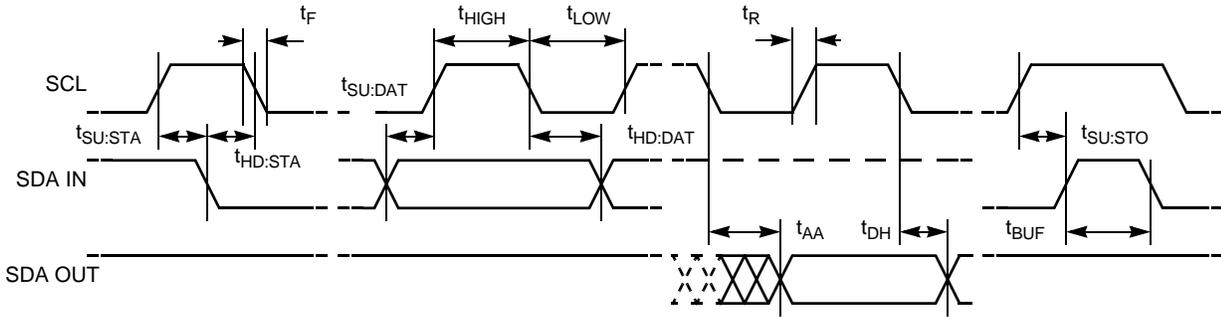 tF
tHIGH
tLOW
tR
SCL
tSU:DAT
tSU:STA
tHD:STA
tHD:DAT
tSU:STO
SDA IN
tAA
tDH
tBUF
SDA OUT